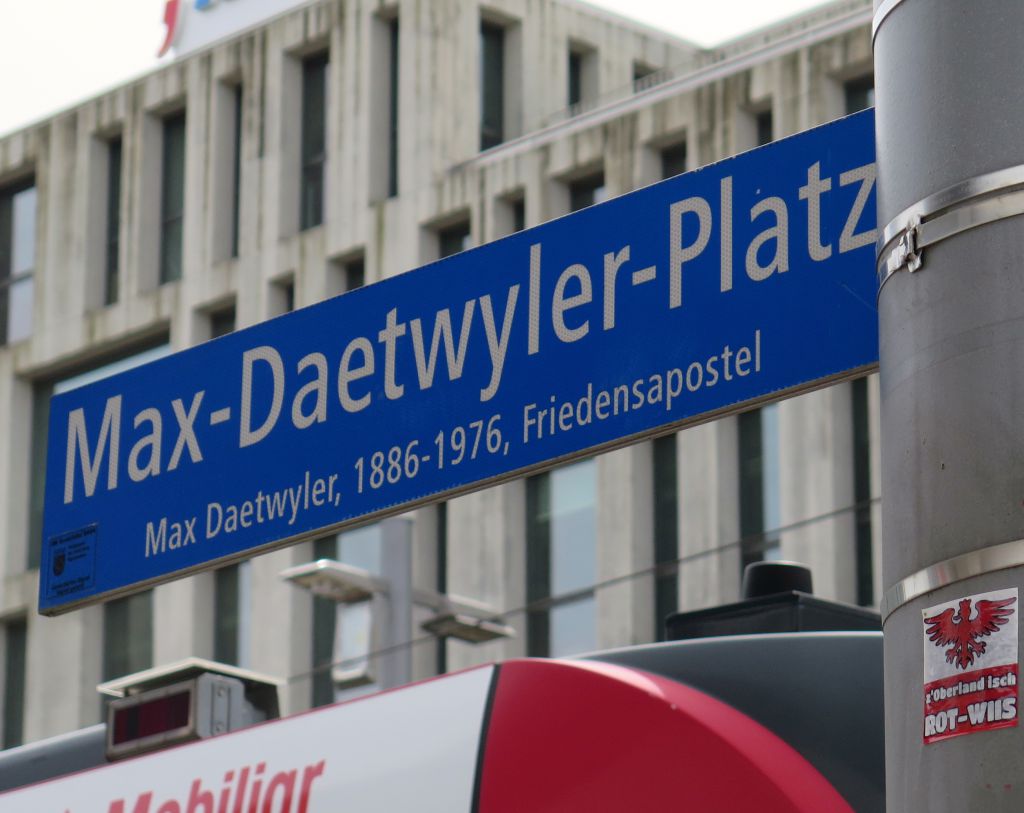 Max-Daetwyler-Platz
Max Daetwyler, 1886-1976, Friedensapostel
Mobiliar
z'Oberland isch
ROT-WIIS